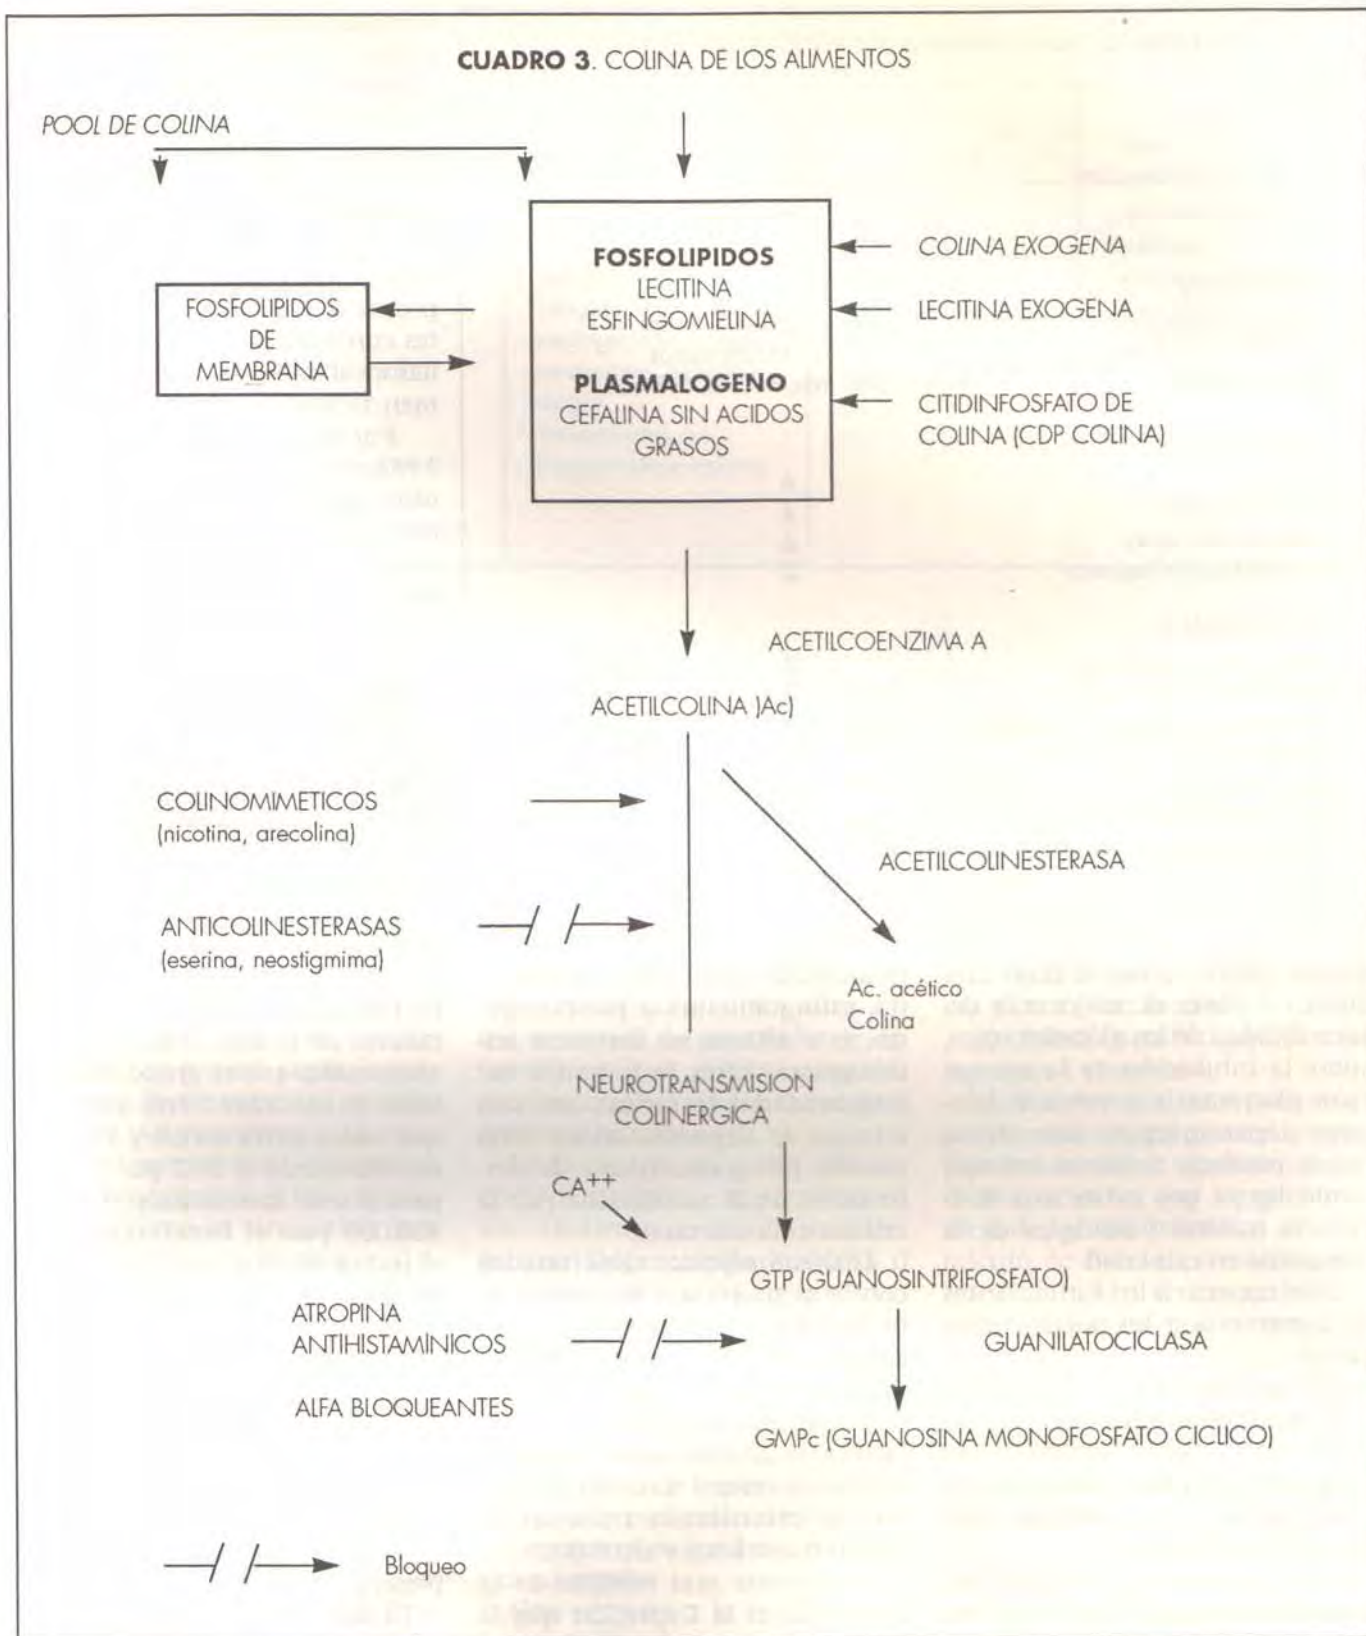 CUADRO 3. COLINA DE LOS ALIMENTOS
POOL DE COLINA
FOSFOLIPIDOS
LECITINA
ESFINGOMIELINA
PLASMALOGENO
CEFALINA SIN ACIDOS
GRASOS
COLINA EXOGENA
LECITINA EXOGENA
CITIDINFOSFATO DE
COLINA (CDP COLINA)
FOSFOLIPIDOS
DE
MEMBRANA
ACETILCOENZIMA A
ACETILCOLINA )Ac)
COLINOMIMETICOS
(nicotina, arecolina)
ACETILCOLINESTERASA
ANTICOLINESTERASAS
(eserina, neostigmima)
Ac. acético
Colina
NEUROTRANSMISION
COLINERGICA
CA++
GTP (GUANOSINTRIFOSFATO)
ATROPINA
ANTIHISTAMÍNICOS
GUANILATOCICLASA
ALFA BLOQUEANTES
GMPc (GUANOSINA MONOFOSFATO CICLICO)
Bloqueo